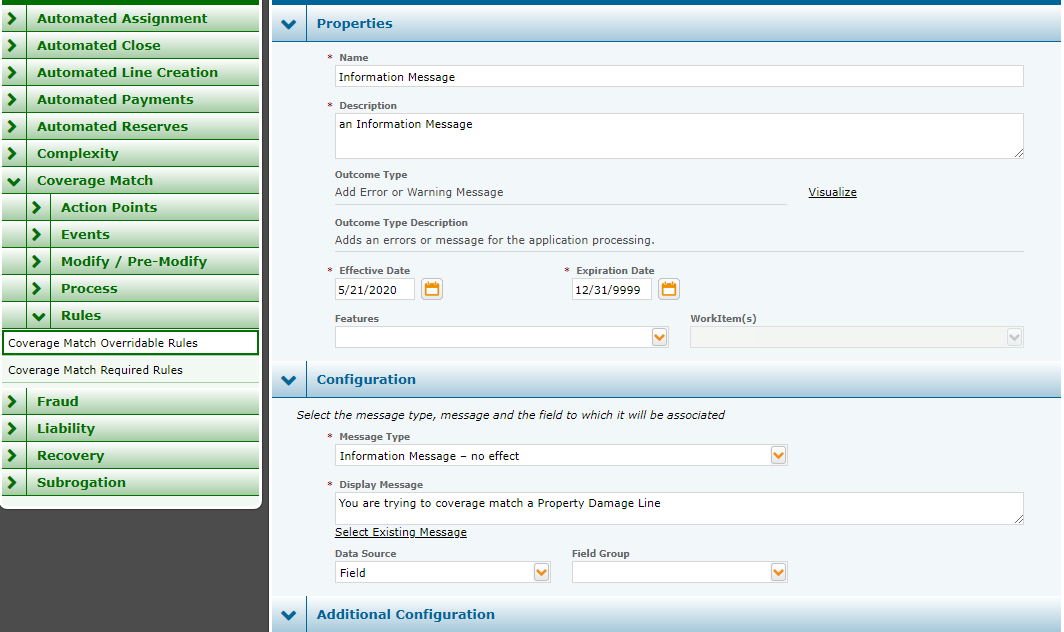 Automated Assignment
Automated Close
Automated Line Creation
Automated Payments
Automated Reserves
Complexity
Coverage Match
Action Points
Events
Modify / Pre-Modify
Process
Rules
Coverage Match Overridable Rules
Coverage Match Required Rules
Fraud
Liability
Recovery
Subrogation
Properties
* Name
Information Message
* Description
an Information Message
Outcome Type
Add Error or Warning Message
Visualize
Outcome Type Description
Adds an errors or message for the application processing.
* Effective Date
* Expiration Date
5/21/2020
12/31/9999
Features
WorkItem(s)
Configuration
Select the message type, message and the field to which it will be associated
* Message Type
Information Message – no effect
* Display Message
You are trying to coverage match a Property Damage Line
Select Existing Message
Data Source
Field Group
Field
Additional Configuration